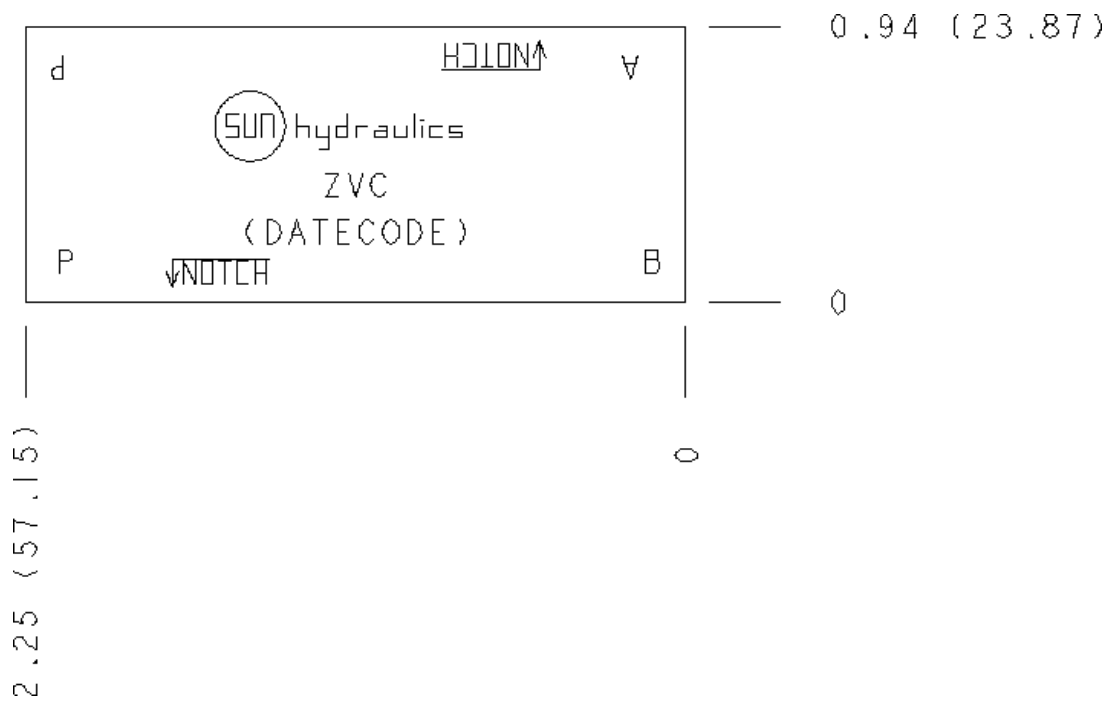 0.94 (23.87)
P NOTCH A
SUN hydraulics
ZVC
(DATECODE)
P NOTCH B
0
2.25 (57.15)
0